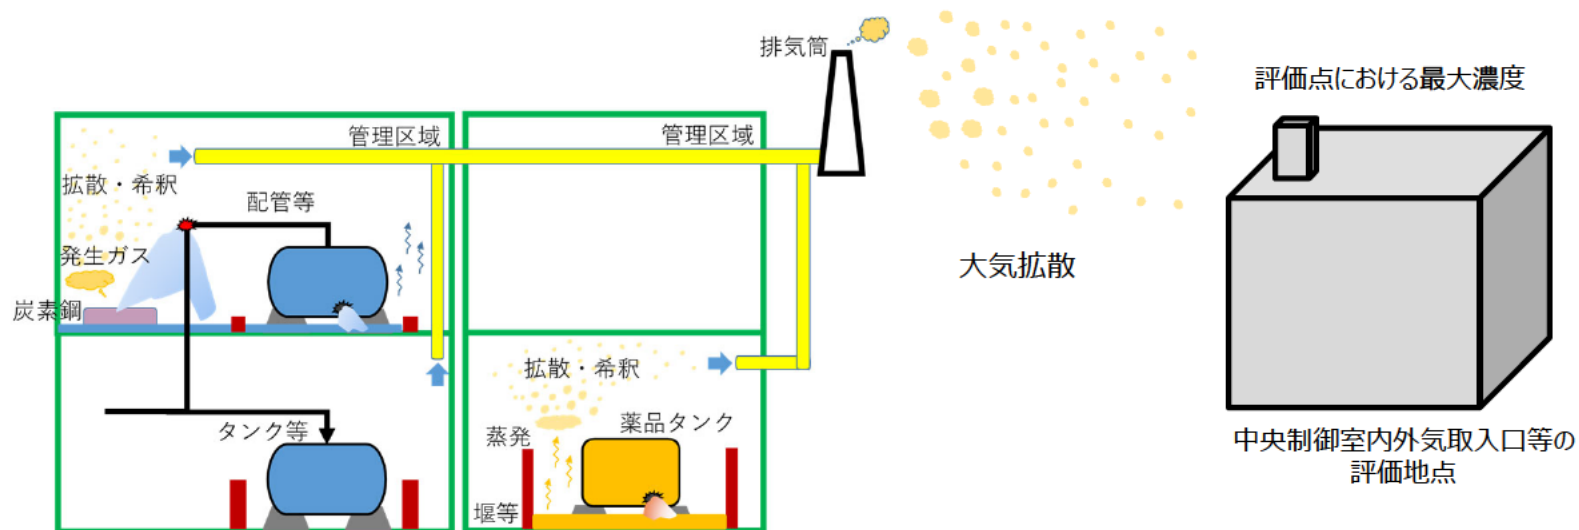 排気筒
評価点における最大濃度
管理区域
管理区域
拡散・希釈
配管等
発生ガス
大気拡散
炭素鋼
拡散・希釈
タンク等
薬品タンク
蒸発
堰等
中央制御室内外気取入口等の
評価地点